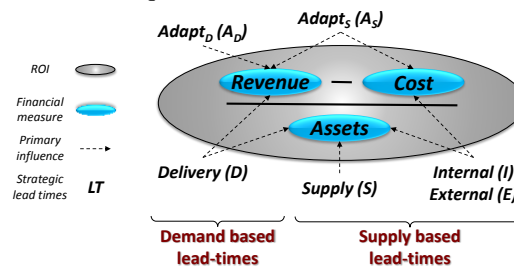 Adapt_S (A_S)
Adapt_D (A_D)
ROI
Revenue – Cost
Financial
measure
Assets
Primary
influence
Strategic
lead times
LT
Delivery (D)
Supply (S)
Internal (I)
External (E)
Demand based
lead-times
Supply based
lead-times